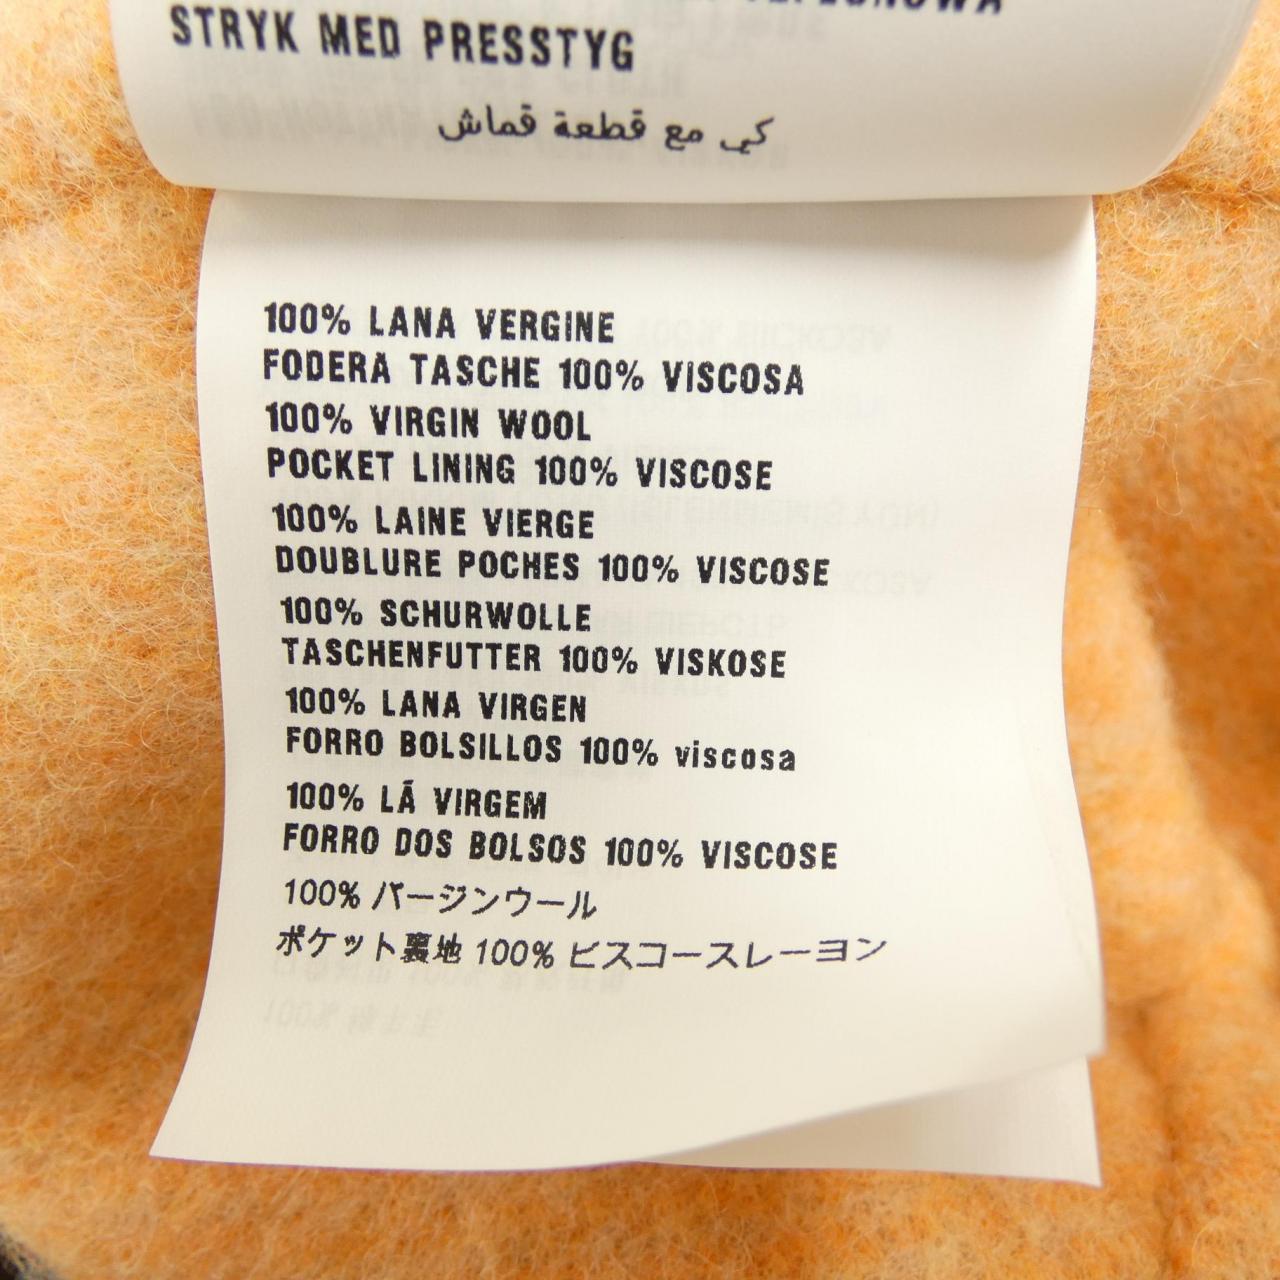 STRYK MED PRESSTYG
كي مع قطعة قماش
100% LANA VERGINE
FODERA TASCHE 100% VISCOSA
100% VIRGIN WOOL
POCKET LINING 100% VISCOSE
100% LAINE VIERGE
DOUBLURE POCHES 100% VISCOSE
100% SCHURWOLLE
TASCHENFUTTER 100% VISKOSE
100% LANA VIRGEN
FORRO BOLSILLOS 100% viscosa
100% LÃ VIRGEM
FORRO DOS BOLSOS 100% VISCOSE
100% バージンウール
ポケット裏地 100% ビスコースレーヨン